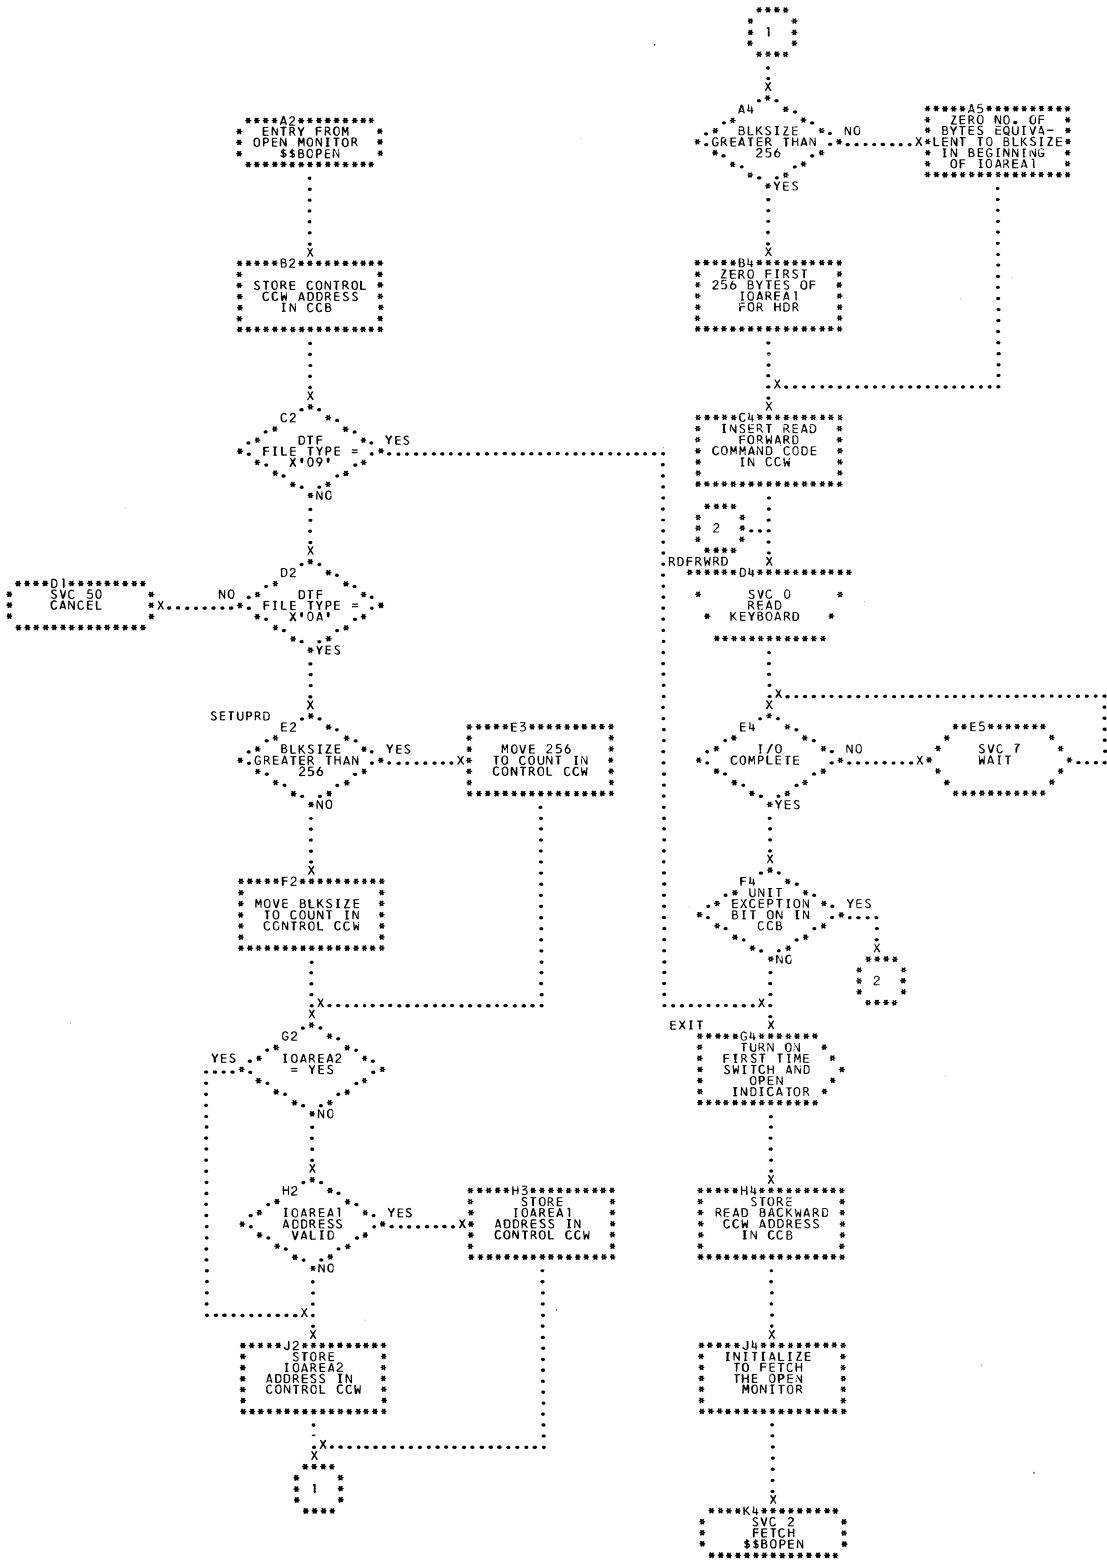 A2
ENTRY FROM
OPEN MONITOR
$$BOPEN
B2
STORE CONTROL
CCW ADDRESS
IN CCB
C2
DTF
FILE TYPE =
X'09'
YES
NO
D1
SVC 50
CANCEL
NO
D2
DTF
FILE TYPE =
X'0A'
YES
SETUPRD
E2
BLKSIZE
GREATER THAN
256
YES
NO
E3
MOVE 256
TO COUNT IN
CONTROL CCW
F2
MOVE BLKSIZE
TO COUNT IN
CONTROL CCW
G2
YES
IOAREA2
= YES
NO
H2
IOAREA1
ADDRESS
VALID
YES
NO
H3
STORE
IOAREA1
ADDRESS IN
CONTROL CCW
J2
STORE
IOAREA2
ADDRESS IN
CONTROL CCW
1
1
A4
BLKSIZE
GREATER THAN
256
NO
YES
A5
ZERO NO. OF
BYTES EQUIVA-
LENT TO BLKSIZE
IN BEGINNING
OF IOAREA1
B4
ZERO FIRST
256 BYTES OF
IOAREA1
FOR HDR
C4
INSERT READ
FORWARD
COMMAND CODE
IN CCW
2
RDFRWRD
D4
SVC 0
READ
KEYBOARD
E4
I/O
COMPLETE
NO
YES
E5
SVC 7
WAIT
F4
UNIT
EXCEPTION
BIT ON IN
CCB
YES
NO
2
EXIT
G4
TURN ON
FIRST TIME
SWITCH AND
OPEN
INDICATOR
H4
STORE
READ BACKWARD
CCW ADDRESS
IN CCB
J4
INITIALIZE
TO FETCH
THE OPEN
MONITOR
K4
SVC 2
FETCH
$$BOPEN